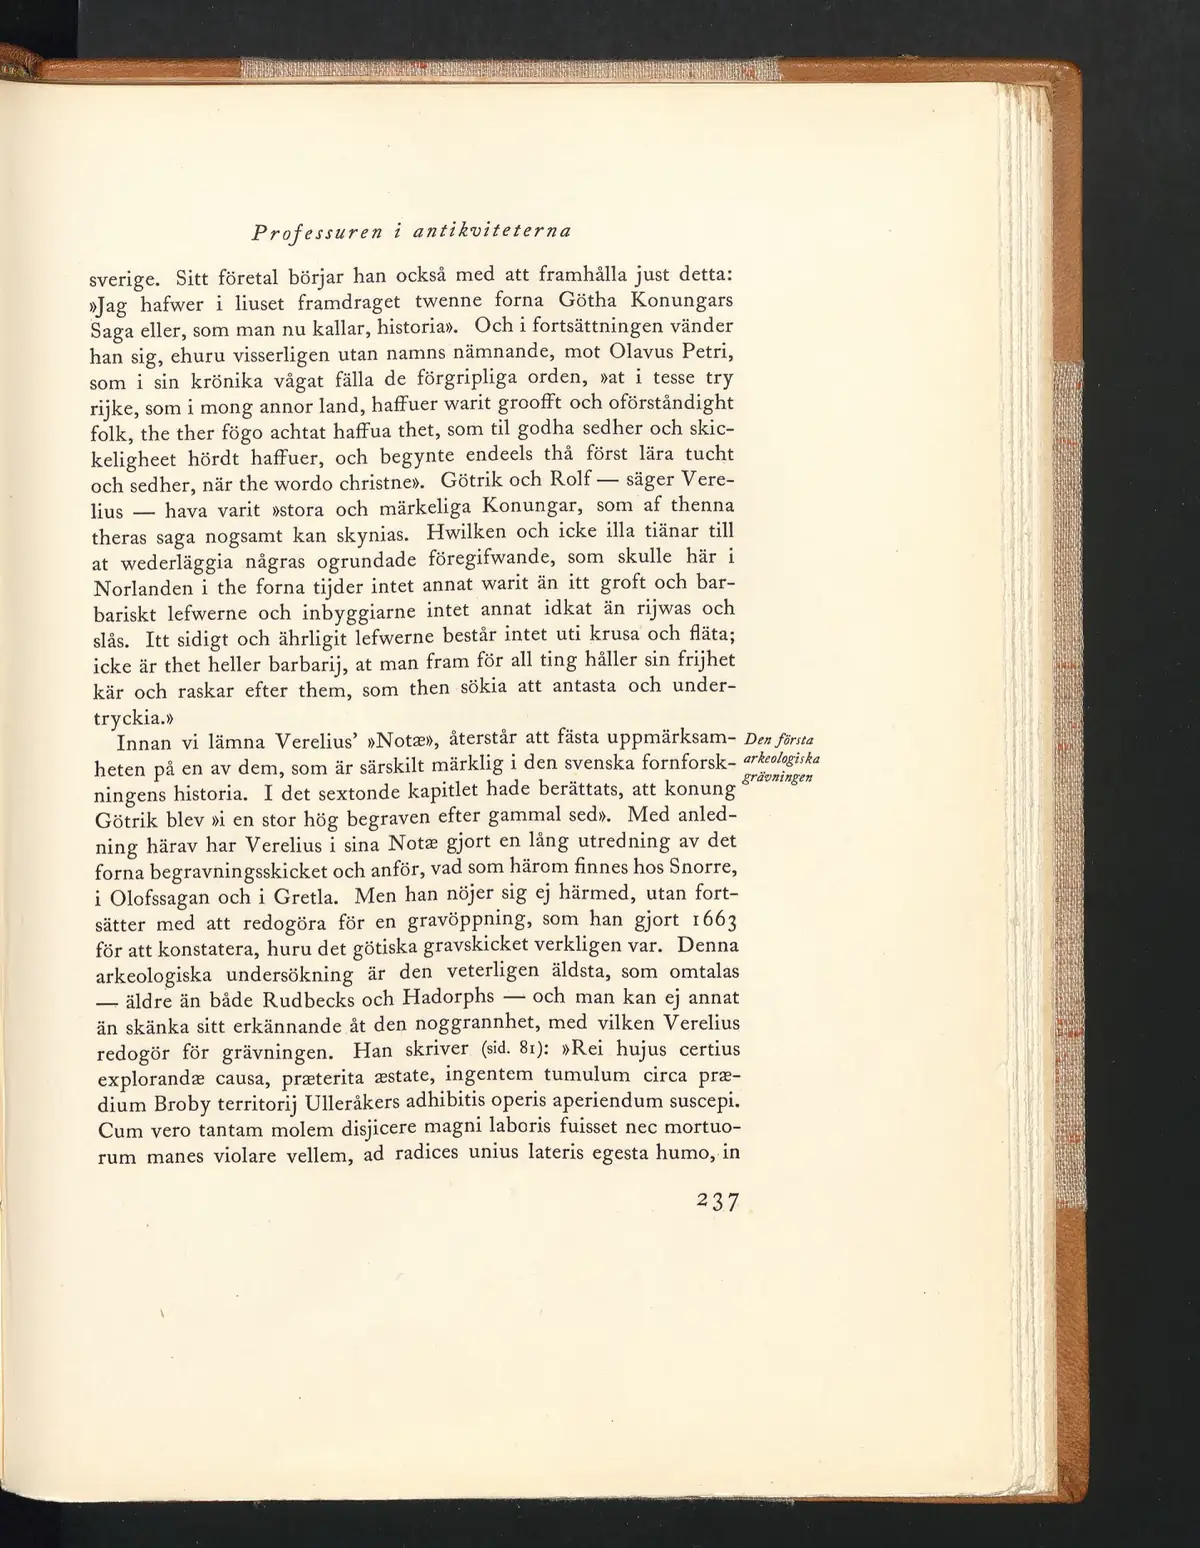 Professuren i antikviteterna
sverige. Sitt företal börjar han också med att framhålla just detta:
»Jag hafwer i liuset framdraget twenne forna Götha Konungars
Saga eller, som man nu kallar, historia». Och i fortsättningen vänder
han sig, ehuru visserligen utan namns nämnande, mot Olavus Petri,
som i sin krönika vågat fälla de förgripliga orden, »at i tesse try
rijke, som i mong annor land, haffuer warit groofft och oförståndight
folk, the ther fögo achtat haffua thet, som til godha sedher och skic-
keligheet hördt haffuer, och begynte endeels thå först lära tucht
och sedher, när the wordo christne». Götrik och Rolf — säger Vere-
lius — hava varit »stora och märkeliga Konungar, som af thenna
theras saga nogsamt kan skynias. Hwilken och icke illa tiänar till
at wederläggia någras ogrundade föregifwande, som skulle här i
Norlanden i the forna tijder intet annat warit än itt groft och bar-
bariskt lefwerne och inbyggiarne intet annat idkat än rijwas och
slås. Itt sidigt och ährligit lefwerne består intet uti krusa och fläta;
icke är thet heller barbarij, at man fram för all ting håller sin frijhet
kär och raskar efter them, som then sökia att antasta och under-
tryckia.»
Innan vi lämna Verelius' »Notæ», återstår att fästa uppmärksam-
heten på en av dem, som är särskilt märklig i den svenska fornforsk-
ningens historia. I det sextonde kapitlet hade berättats, att konung
Götrik blev »i en stor hög begraven efter gammal sed». Med anled-
ning härav har Verelius i sina Notæ gjort en lång utredning av det
forna begravningsskicket och anför, vad som härom finnes hos Snorre,
i Olofssagan och i Gretla. Men han nöjer sig ej härmed, utan fort-
sätter med att redogöra för en gravöppning, som han gjort 1663
för att konstatera, huru det götiska gravskicket verkligen var. Denna
arkeologiska undersökning är den veterligen äldsta, som omtalas
— äldre än både Rudbecks och Hadorphs — och man kan ej annat
än skänka sitt erkännande åt den noggrannhet, med vilken Verelius
redogör för grävningen. Han skriver (sid. 81): »Rei hujus certius
explorandæ causa, præterita æstate, ingentem tumulum circa præ-
dium Broby territorij Ulleråkers adhibitis operis aperiendum suscepi.
Cum vero tantam molem disjicere magni laboris fuisset nec mortuo-
rum manes violare vellem, ad radices unius lateris egesta humo, in
Den första
arkeologiska
grävningen
237